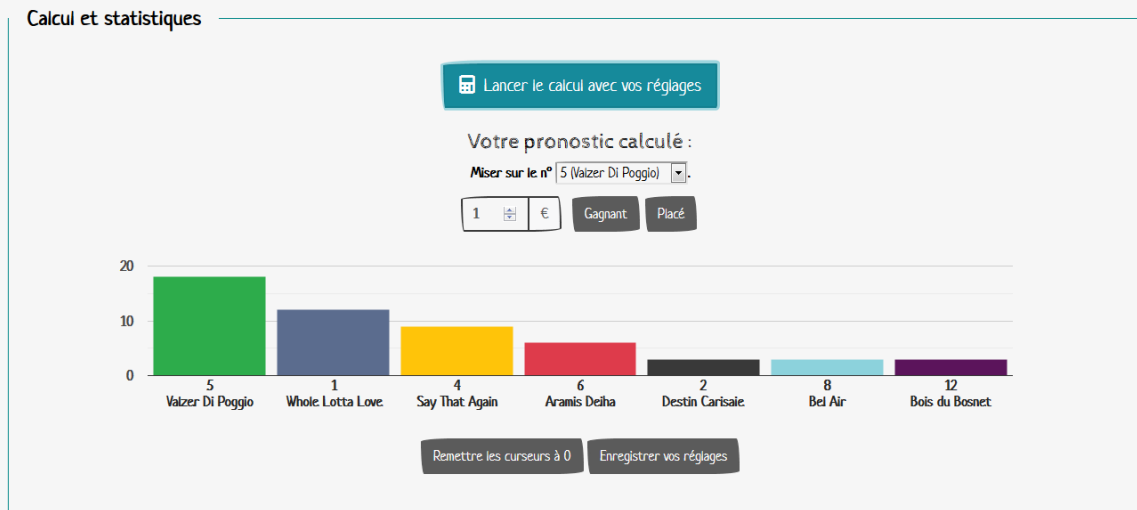 Calcul et statistiques
Lancer le calcul avec vos réglages
Votre pronostic calculé :
Miser sur le n° 5 (Valzer Di Poggio) .
1 € Gagnant Placé
20
10
0
5 1 4 6 2 8 12
Valzer Di Poggio Whole Lotta Love Say That Again Aramis Delha Destin Carisaie Bel Air Bois du Bosnet
Remettre les curseurs à 0 Enregistrer vos réglages